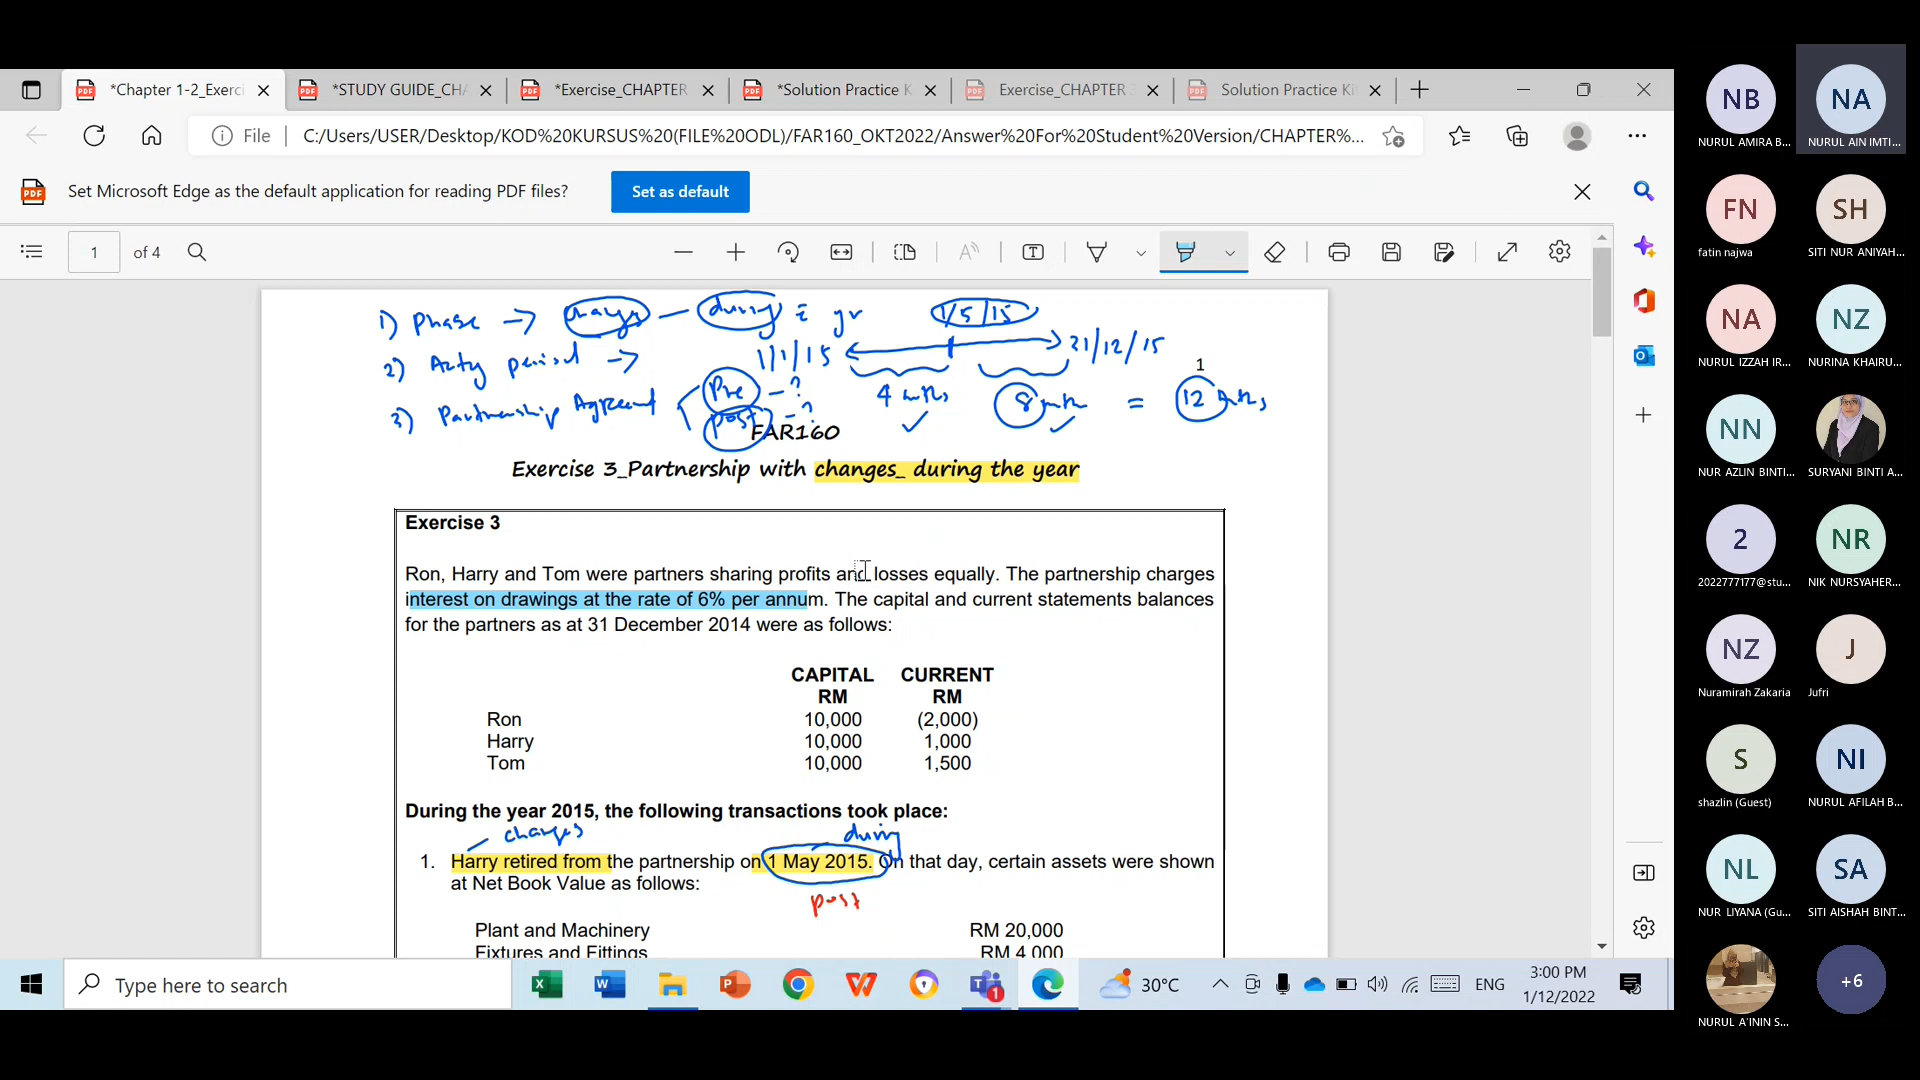 *Chapter 1-2_Exerci
*STUDY GUIDE_CHA
*Exercise_CHAPTER
*Solution Practice K
Exercise_CHAPTER
Solution Practice Ki
File
C:/Users/USER/Desktop/KOD%20KURSUS%20(FILE%20ODL)/FAR160_OKT2022/Answer%20For%20Student%20Version/CHAPTER%...
Set Microsoft Edge as the default application for reading PDF files?
Set as default
1 of 4
1) Phase → changes — during yr 1/5/15
2) Acctg period → 1/1/15 31/12/15
1
3) Partnership Agreement Pre - ? 4 mths 8 mth = 12 mths
post - ?
FAR160
Exercise 3_Partnership with changes_ during the year
Exercise 3
Ron, Harry and Tom were partners sharing profits and losses equally. The partnership charges
interest on drawings at the rate of 6% per annum. The capital and current statements balances
for the partners as at 31 December 2014 were as follows:
CAPITAL CURRENT
RM RM
Ron 10,000 (2,000)
Harry 10,000 1,000
Tom 10,000 1,500
During the year 2015, the following transactions took place:
changes during
1. Harry retired from the partnership on 1 May 2015. On that day, certain assets were shown
at Net Book Value as follows:
post
Plant and Machinery RM 20,000
Fixtures and Fittings RM 4,000
Type here to search
1
30°C
ENG
3:00 PM
1/12/2022
NB
NURUL AMIRA B...
NA
NURUL AIN IMTI...
FN
fatin najwa
SH
SITI NUR ANIYAH...
NA
NURUL IZZAH IR...
NZ
NURINA KHAIRU...
NN
NUR AZLIN BINTI...
SURYANI BINTI A...
2
2022777177@stu...
NR
NIK NURSYAHER...
NZ
Nuramirah Zakaria
J
Jufri
S
shazlin (Guest)
NI
NURUL AFILAH B...
NL
NUR LIYANA (Gu...
SA
SITI AISHAH BINT...
NURUL A'ININ S...
+6